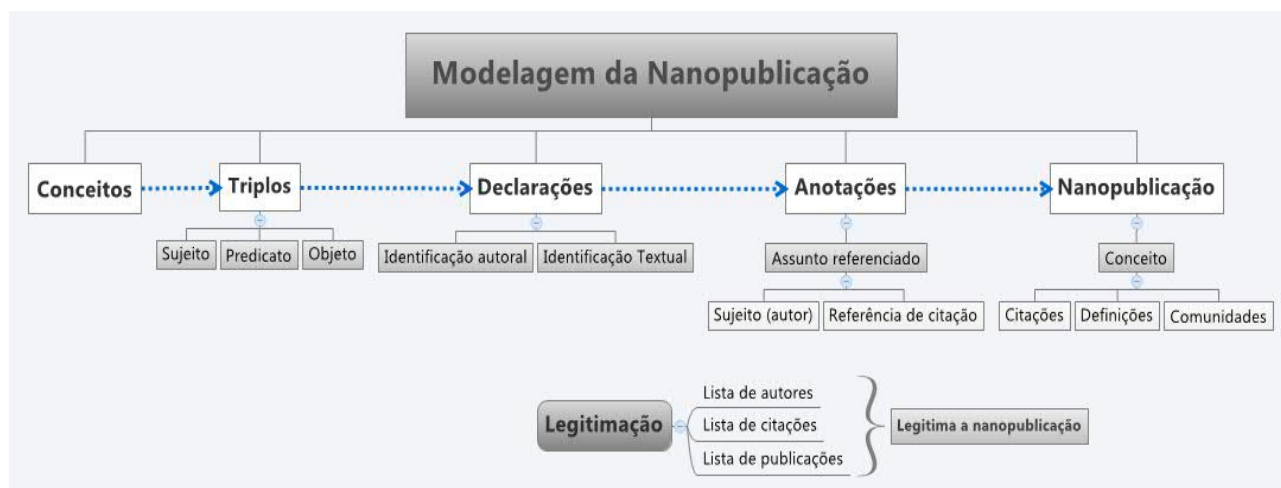 Modelagem da Nanopublicação
Conceitos
Triplos
Declarações
Anotações
Nanopublicação
Sujeito
Predicato
Objeto
Identificação autoral
Identificação Textual
Assunto referenciado
Conceito
Sujeito (autor)
Referência de citação
Citações
Definições
Comunidades
Legitimação
Lista de autores
Lista de citações
Lista de publicações
Legitima a nanopublicação